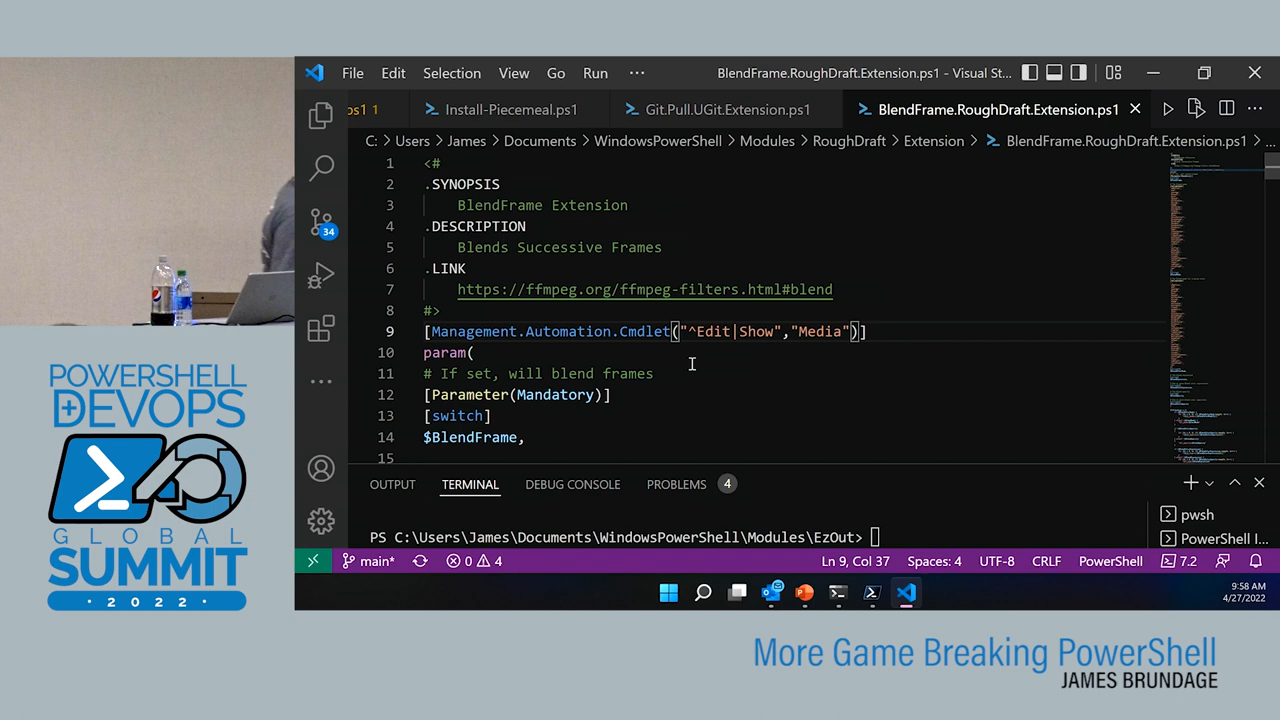 File Edit Selection View Go Run ··· BlendFrame.RoughDraft.Extension.ps1 - Visual St...
ps1 1 Install-Piecemeal.ps1 Git.Pull.UGit.Extension.ps1 BlendFrame.RoughDraft.Extension.ps1
C: > Users > James > Documents > WindowsPowerShell > Modules > RoughDraft > Extension > BlendFrame.RoughDraft.Extension.ps1 > ...
1 <#
2 .SYNOPSIS
3 BlendFrame Extension
4 .DESCRIPTION
5 Blends Successive Frames
6 .LINK
7 https://ffmpeg.org/ffmpeg-filters.html#blend
8 #>
9 [Management.Automation.Cmdlet("^Edit|Show","Media")]
10 param(
11 # If set, will blend frames
12 [Parameter(Mandatory)]
13 [switch]
14 $BlendFrame,
15
34
OUTPUT TERMINAL DEBUG CONSOLE PROBLEMS 4
PS C:\Users\James\Documents\WindowsPowerShell\Modules\EzOut>
pwsh
PowerShell I...
main* 0 4 Ln 9, Col 37 Spaces: 4 UTF-8 CRLF PowerShell 7.2
9:58 AM
4/27/2022
pepsi
POWERSHELL
+DEVOPS
GLOBAL
SUMMIT
· 2022 ·
More Game Breaking PowerShell
JAMES BRUNDAGE